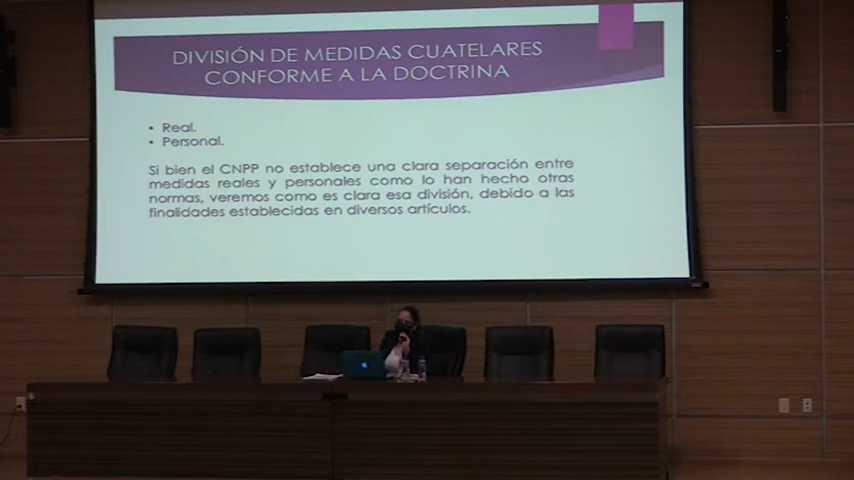 DIVISIÓN DE MEDIDAS CUATELARES
CONFORME A LA DOCTRINA
• Real.
• Personal.
Si bien el CNPP no establece una clara separación entre
medidas reales y personales como lo han hecho otras
normas, veremos como es clara esa división, debido a las
finalidades establecidas en diversos artículos.